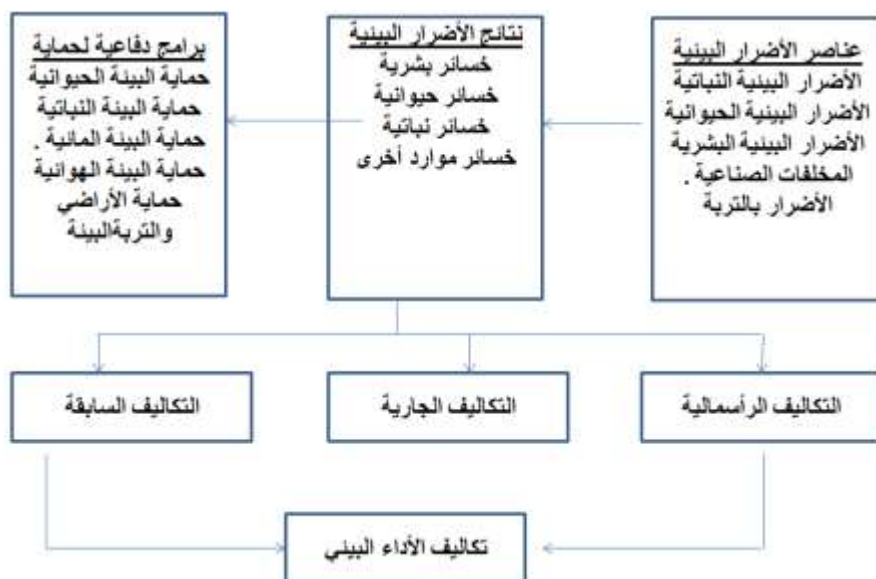 عناصر الأضرار البيئية
الأضرار البيئية النباتية
الأضرار البيئية الحيوانية
الأضرار البيئية البشرية
المخلفات الصناعية .
الأضرار بالتربة
نتائج الأضرار البيئية
خسائر بشرية
خسائر حيوانية
خسائر نباتية
خسائر موارد أخرى
برامج دفاعية لحماية
حماية البيئة الحيوانية
حماية البيئة النباتية
حماية البيئة المائية .
حماية البيئة الهوائية
حماية الأراضي
والتربةالبيئة
التكاليف الرأسمالية
التكاليف الجارية
التكاليف السابقة
تكاليف الأداء البيئي